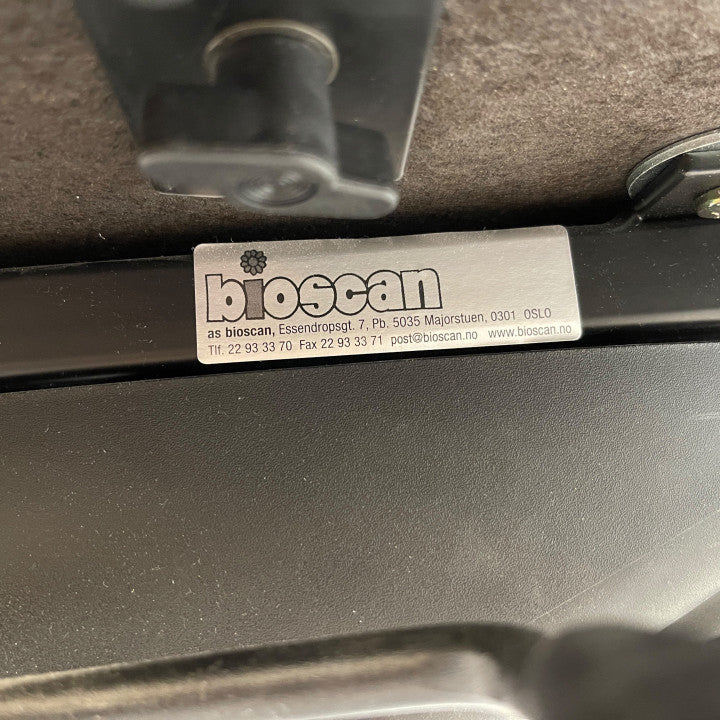 bioscan
as bioscan, Essendropsgt. 7, Pb. 5035 Majorstuen, 0301 OSLO
Tlf. 22 93 33 70 Fax 22 93 33 71 post@bioscan.no www.bioscan.no